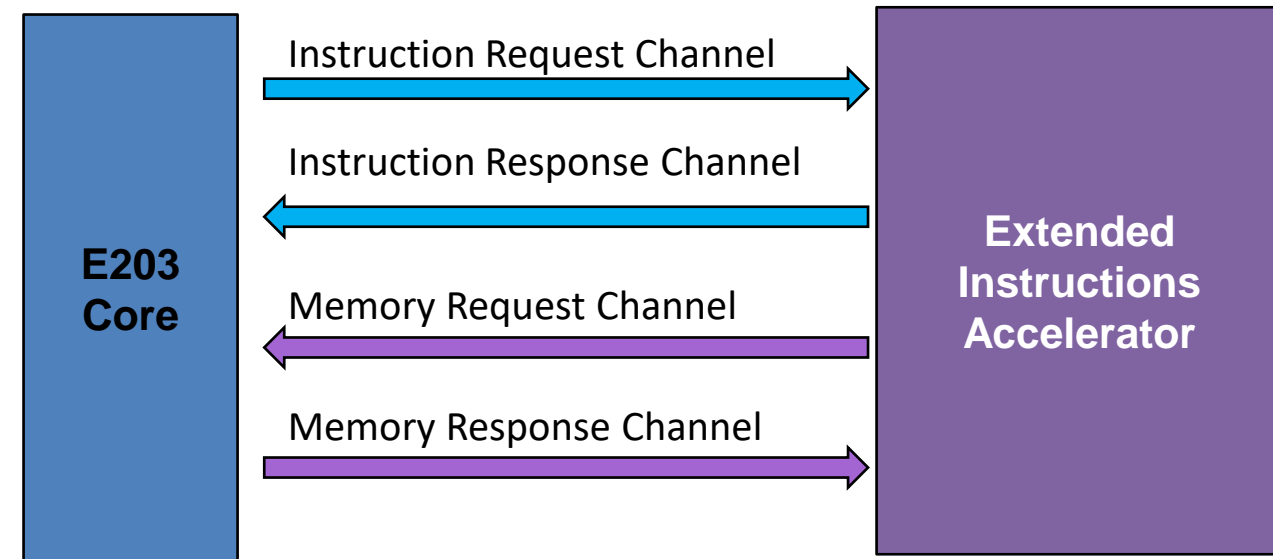 Instruction Request Channel
Instruction Response Channel
E203
Core
Memory Request Channel
Memory Response Channel
Extended
Instructions
Accelerator